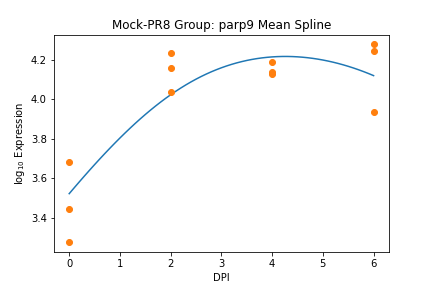 Mock-PR8 Group: parp9 Mean Spline
log₁₀ Expression
4.2
4.0
3.8
3.6
3.4
0 1 2 3 4 5 6
DPI